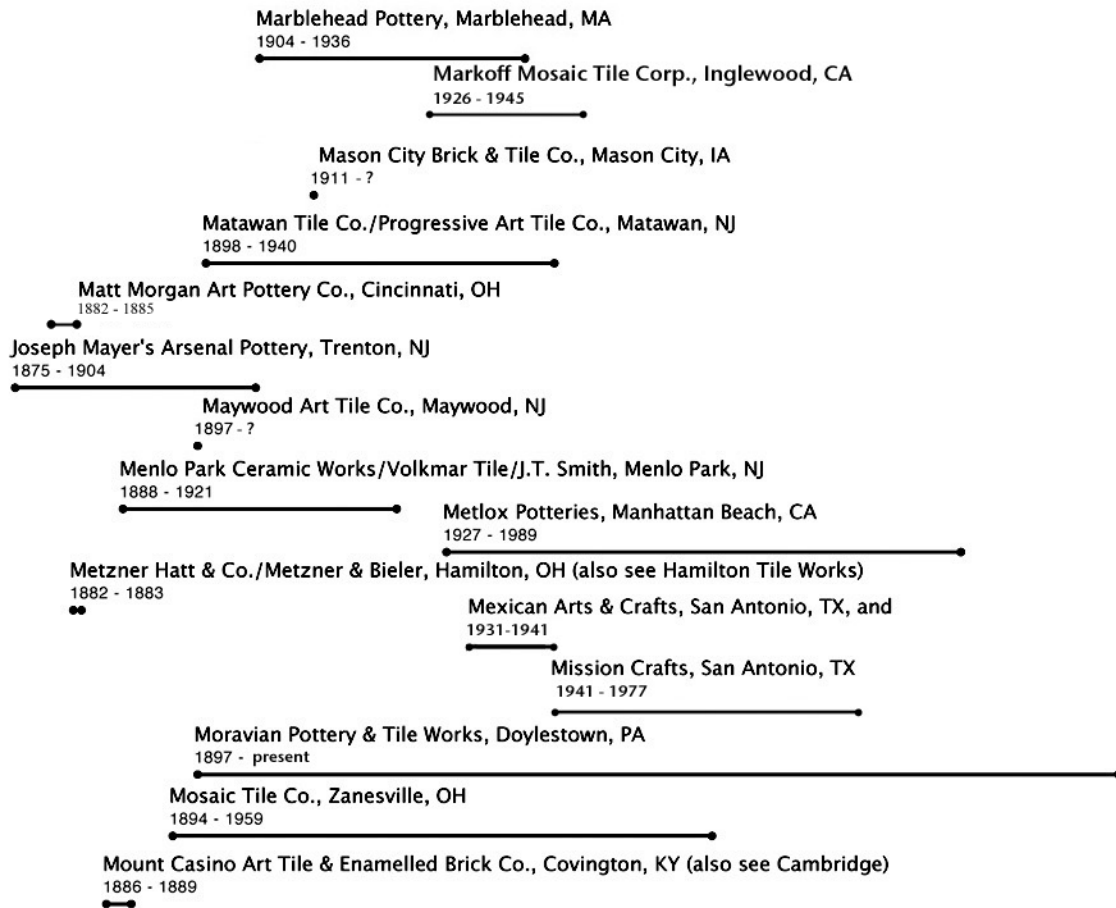 Marblehead Pottery, Marblehead, MA
1904 - 1936
Markoff Mosaic Tile Corp., Inglewood, CA
1926 - 1945
Mason City Brick & Tile Co., Mason City, IA
1911 - ?
Matawan Tile Co./Progressive Art Tile Co., Matawan, NJ
1898 - 1940
Matt Morgan Art Pottery Co., Cincinnati, OH
1882 - 1885
Joseph Mayer's Arsenal Pottery, Trenton, NJ
1875 - 1904
Maywood Art Tile Co., Maywood, NJ
1897 - ?
Menlo Park Ceramic Works/Volkmar Tile/J.T. Smith, Menlo Park, NJ
1888 - 1921
Metlox Potteries, Manhattan Beach, CA
1927 - 1989
Metzner Hatt & Co./Metzner & Bieler, Hamilton, OH (also see Hamilton Tile Works)
1882 - 1883
Mexican Arts & Crafts, San Antonio, TX, and
1931-1941
Mission Crafts, San Antonio, TX
1941 - 1977
Moravian Pottery & Tile Works, Doylestown, PA
1897 - present
Mosaic Tile Co., Zanesville, OH
1894 - 1959
Mount Casino Art Tile & Enamelled Brick Co., Covington, KY (also see Cambridge)
1886 - 1889